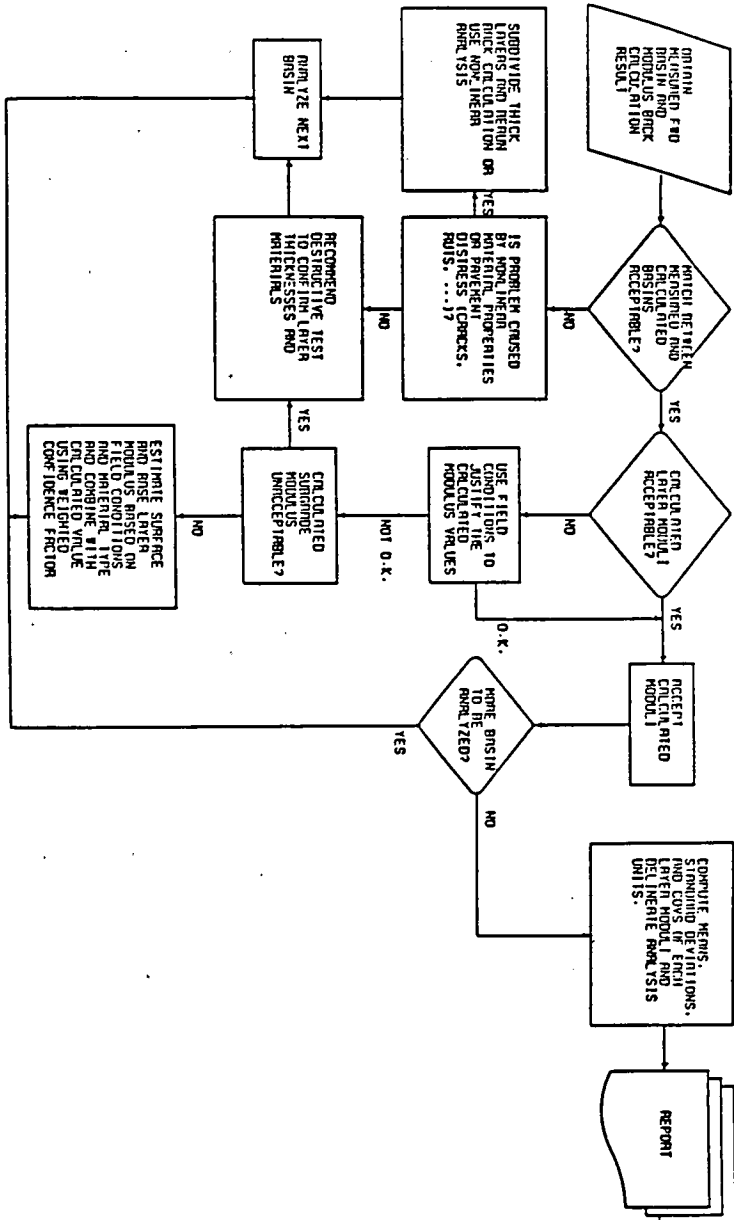 OBTAIN
MEASURED FWD
BASIN AND
MODULUS BACK
CALCULATION
RESULT
MATCH BETWEEN
MEASURED AND
CALCULATED
BASINS
ACCEPTABLE?
YES
NO
CALCULATED
LAYER MODULI
ACCEPTABLE?
YES
NO
ACCEPT
CALCULATED
MODULI
COMPUTE MEANS,
STANDARD DEVIATIONS,
AND COVS OF EACH
LAYER MODULI AND
DELINEATE ANALYSIS
UNITS.
REPORT
SUBDIVIDE THICK
LAYERS AND RERUN
BACK CALCULATION OR
USE NONLINEAR
ANALYSIS
YES
IS PROBLEM CAUSED
BY NONLINEAR
MATERIAL PROPERTIES
OR PAVEMENT
DISTRESS (CRACKS,
RUTS, ...)?
NO
USE FIELD
CONDITIONS TO
JUSTIFY THE
CALCULATED
MODULUS VALUES
O.K.
NOT O.K.
MORE BASIN
TO BE
ANALYZED?
NO
YES
ANALYZE NEXT
BASIN
RECOMMEND
DESTRUCTIVE TEST
TO CONFIRM LAYER
THICKNESSES AND
MATERIALS
YES
CALCULATED
SUBGRADE
MODULUS
UNACCEPTABLE?
NO
ESTIMATE SURFACE
AND BASE LAYER
MODULUS BASED ON
FIELD CONDITIONS
AND MATERIAL TYPE
AND COMBINE WITH
CALCULATED VALUE
USING WEIGHTED
CONFIDENCE FACTOR